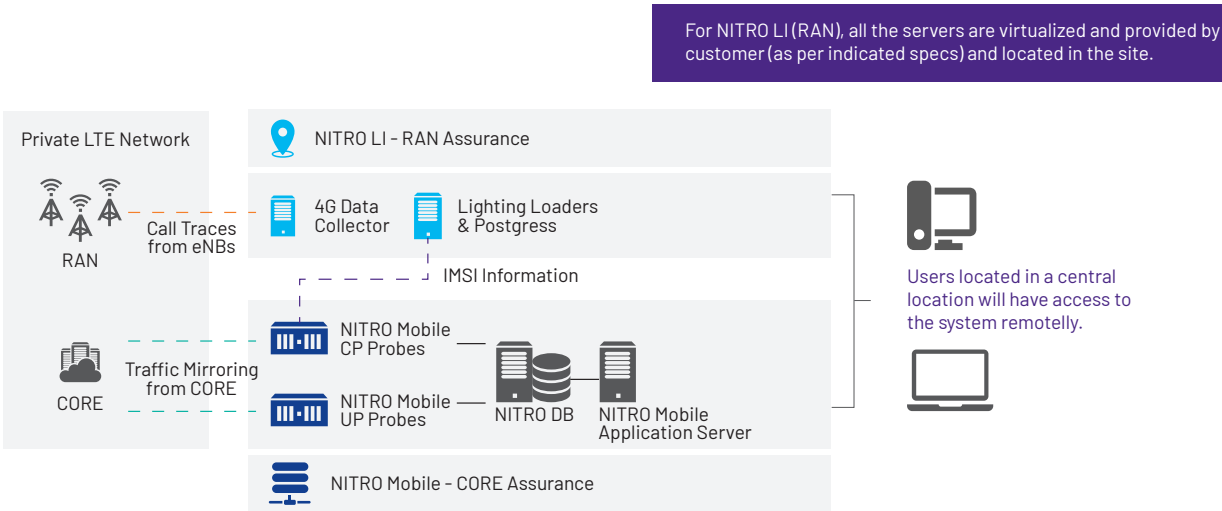 For NITRO LI (RAN), all the servers are virtualized and provided by
customer (as per indicated specs) and located in the site.
Private LTE Network
NITRO LI - RAN Assurance
RAN
Call Traces
from eNBs
4G Data
Collector
Lighting Loaders
& Postgress
IMSI Information
Users located in a central
location will have access to
the system remotelly.
CORE
Traffic Mirroring
from CORE
NITRO Mobile
CP Probes
NITRO Mobile
UP Probes
NITRO DB
NITRO Mobile
Application Server
NITRO Mobile - CORE Assurance